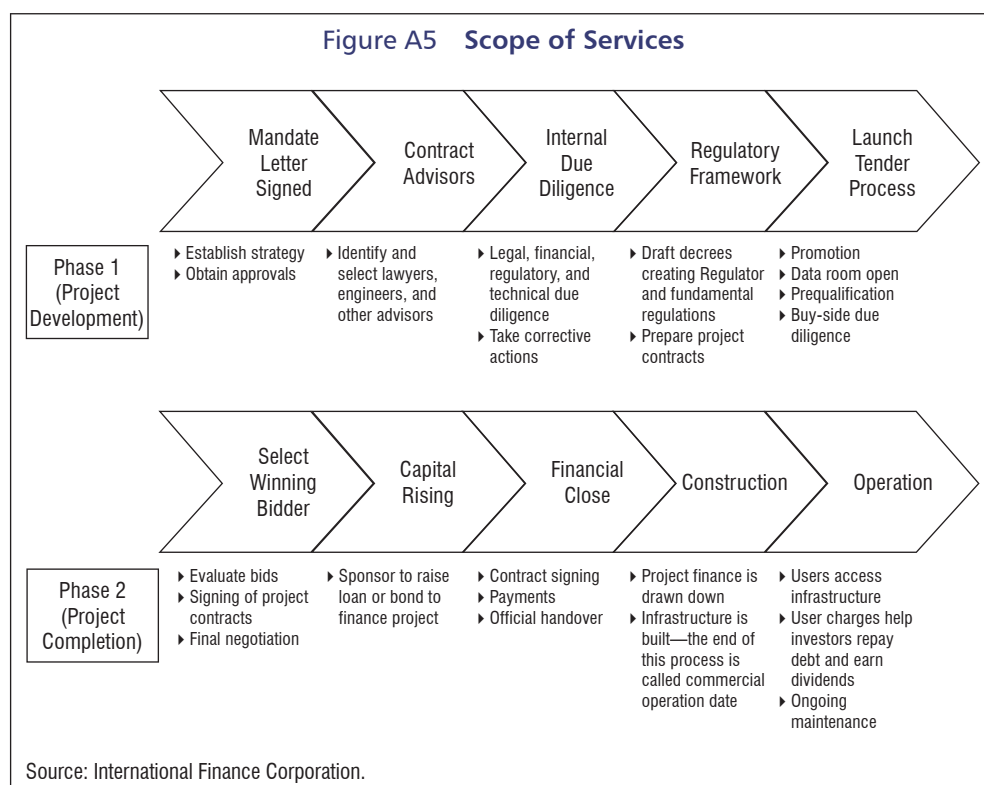 Figure A5 Scope of Services
Mandate
Letter
Signed
Contract
Advisors
Internal
Due
Diligence
Regulatory
Framework
Launch
Tender
Process
Phase 1
(Project
Development)
‣ Establish strategy
‣ Obtain approvals
‣ Identify and
select lawyers,
engineers, and
other advisors
‣ Legal, financial,
regulatory, and
technical due
diligence
‣ Take corrective
actions
‣ Draft decrees
creating Regulator
and fundamental
regulations
‣ Prepare project
contracts
‣ Promotion
‣ Data room open
‣ Prequalification
‣ Buy-side due
diligence
Select
Winning
Bidder
Capital
Rising
Financial
Close
Construction
Operation
Phase 2
(Project
Completion)
‣ Evaluate bids
‣ Signing of project
contracts
‣ Final negotiation
‣ Sponsor to raise
loan or bond to
finance project
‣ Contract signing
‣ Payments
‣ Official handover
‣ Project finance is
drawn down
‣ Infrastructure is
built—the end of
this process is
called commercial
operation date
‣ Users access
infrastructure
‣ User charges help
investors repay
debt and earn
dividends
‣ Ongoing
maintenance
Source: International Finance Corporation.